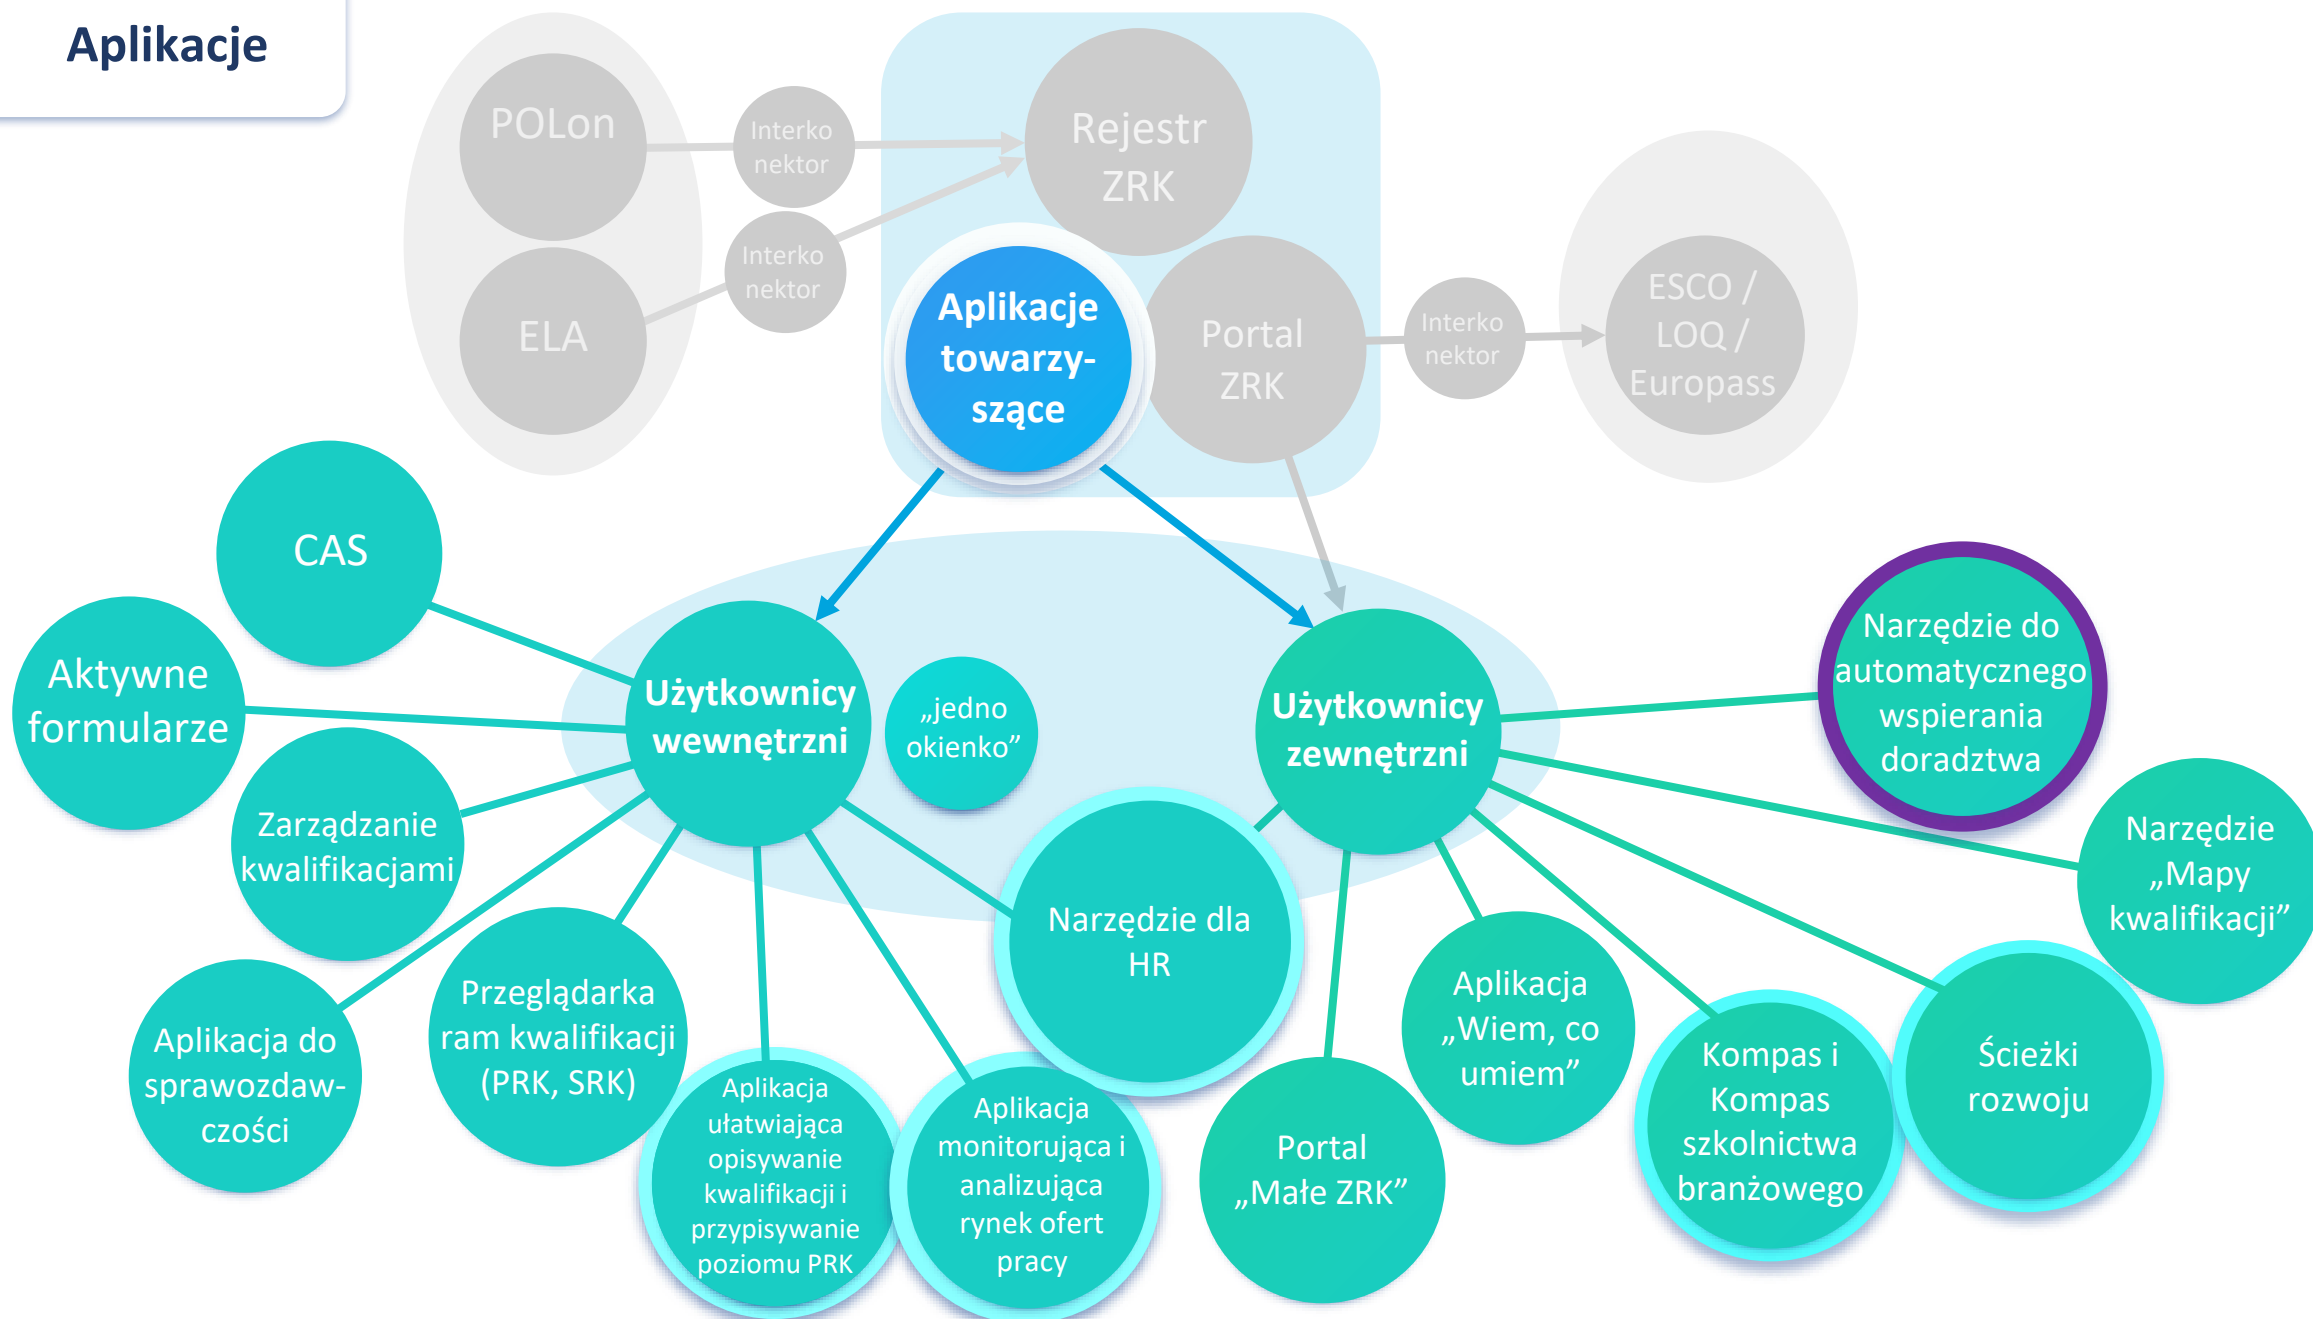 Aplikacje
POLon
Interko
nektor
Rejestr
ZRK
Interko
nektor
ELA
Aplikacje
towarzy-
szące
Portal
ZRK
Interko
nektor
ESCO /
LOQ /
Europass
CAS
Aktywne
formularze
Użytkownicy
wewnętrzni
„jedno
okienko”
Użytkownicy
zewnętrzni
Narzędzie do
automatycznego
wspierania
doradztwa
Zarządzanie
kwalifikacjami
Narzędzie
„Mapy
kwalifikacji”
Narzędzie dla
HR
Aplikacja do
sprawozdaw-
czości
Przeglądarka
ram kwalifikacji
(PRK, SRK)
Aplikacja
ułatwiająca
opisywanie
kwalifikacji i
przypisywanie
poziomu PRK
Aplikacja
monitorująca i
analizująca
rynek ofert
pracy
Portal
„Małe ZRK”
Aplikacja
„Wiem, co
umiem”
Kompas i
Kompas
szkolnictwa
branżowego
Ścieżki
rozwoju